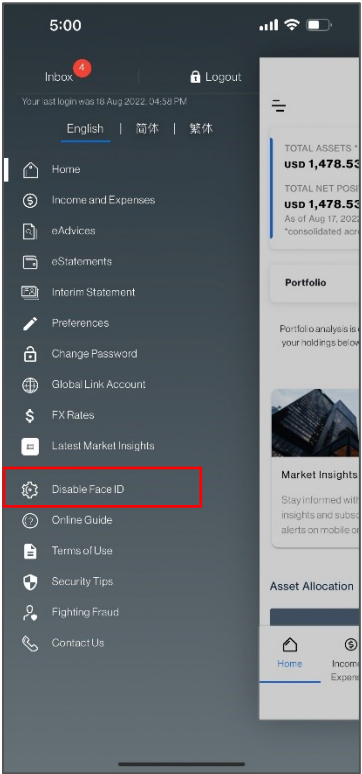 5:00
Inbox 4
Logout
Your last login was 18 Aug 2022, 04:58 PM
English | 简体 | 繁体
Home
Income and Expenses
eAdvices
eStatements
Interim Statement
Preferences
Change Password
Global Link Account
FX Rates
Latest Market Insights
Disable Face ID
Online Guide
Terms of Use
Security Tips
Fighting Fraud
Contact Us
TOTAL ASSETS *
USD 1,478.53
TOTAL NET POSI
USD 1,478.53
As of Aug 17, 202
*consolidated acr
Portfolio
Portfolio analysis is
your holdings below
Market Insights
Stay informed with
insights and subsc
alerts on mobile or
Asset Allocation
Home
Income
Expen